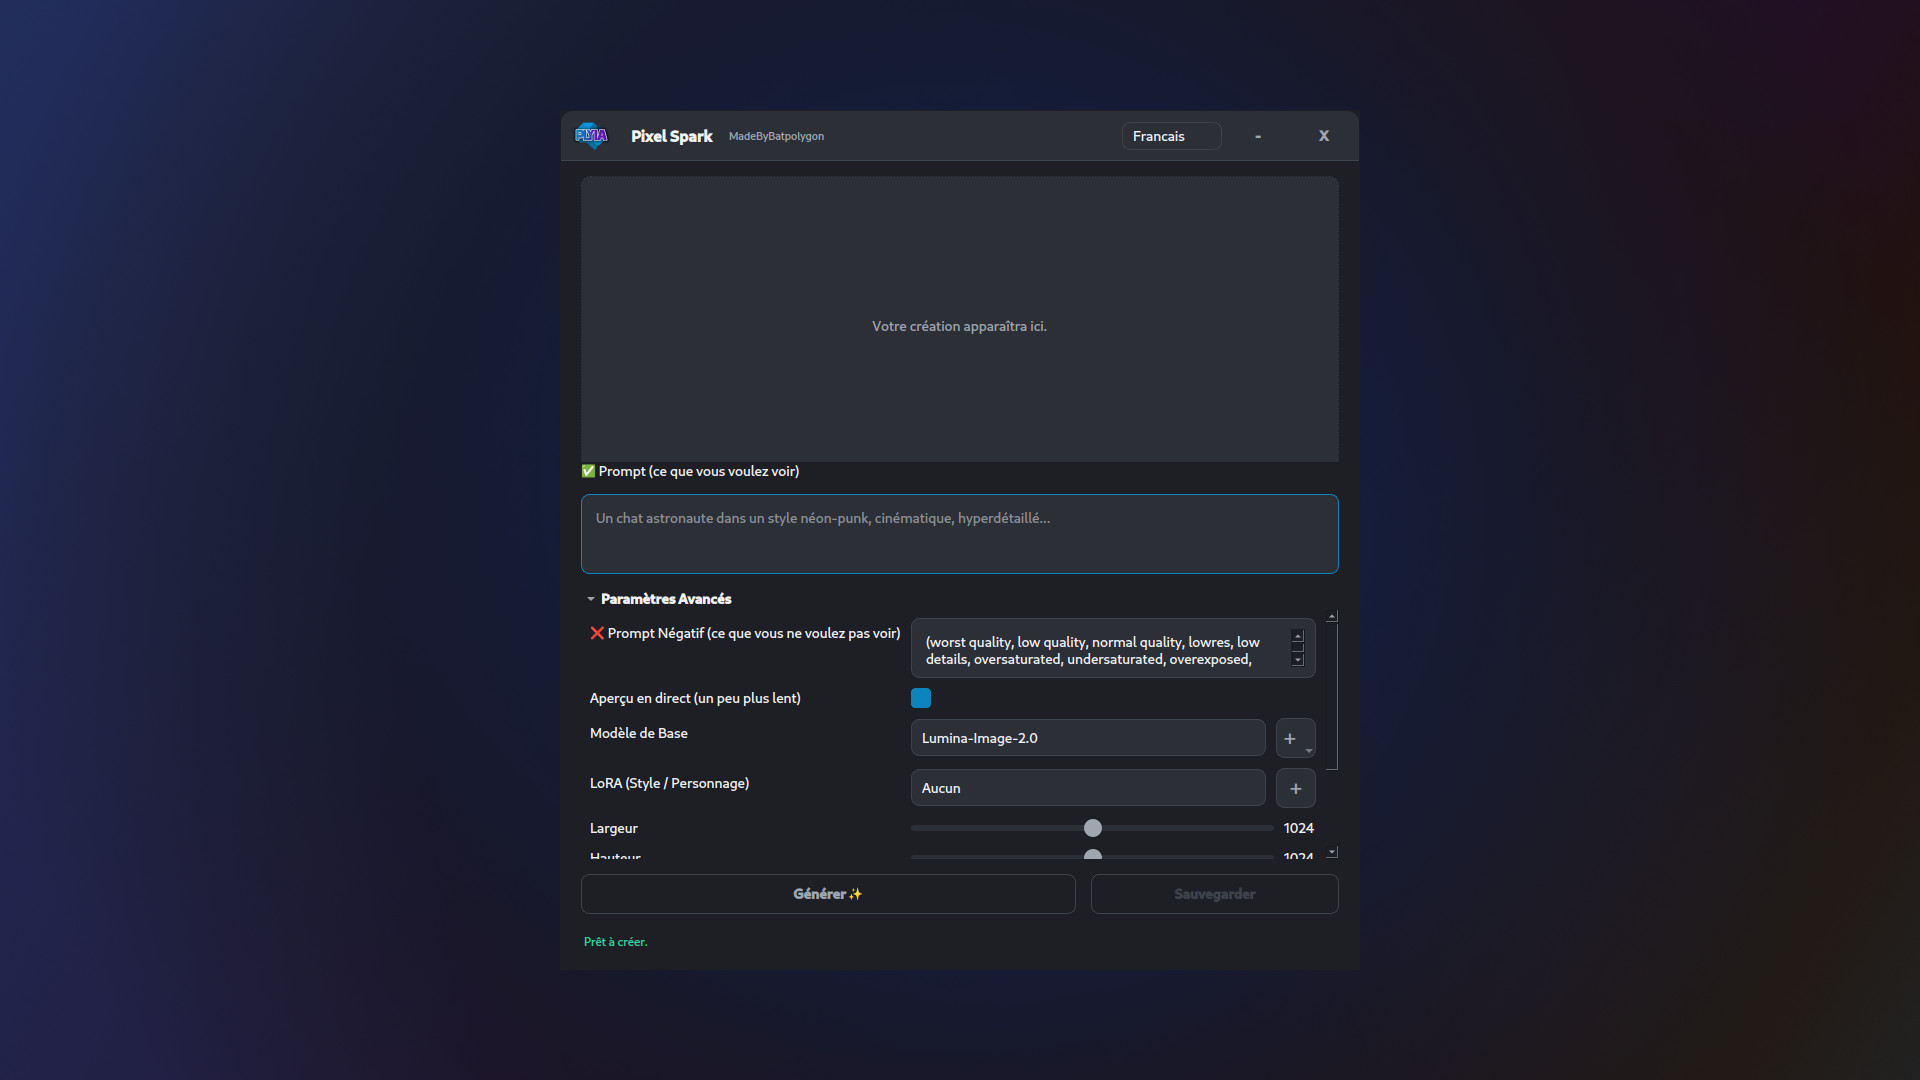 PLYIA
Pixel Spark MadeByBatpolygon Francais - X
Votre création apparaîtra ici.
✅ Prompt (ce que vous voulez voir)
Un chat astronaute dans un style néon-punk, cinématique, hyperdétaillé...
Paramètres Avancés
❌ Prompt Négatif (ce que vous ne voulez pas voir)
(worst quality, low quality, normal quality, lowres, low
details, oversaturated, undersaturated, overexposed,
Aperçu en direct (un peu plus lent)
Modèle de Base
Lumina-Image-2.0 +
LoRA (Style / Personnage)
Aucun +
Largeur 1024
Hauteur 1024
Générer ✨ Sauvegarder
Prêt à créer.